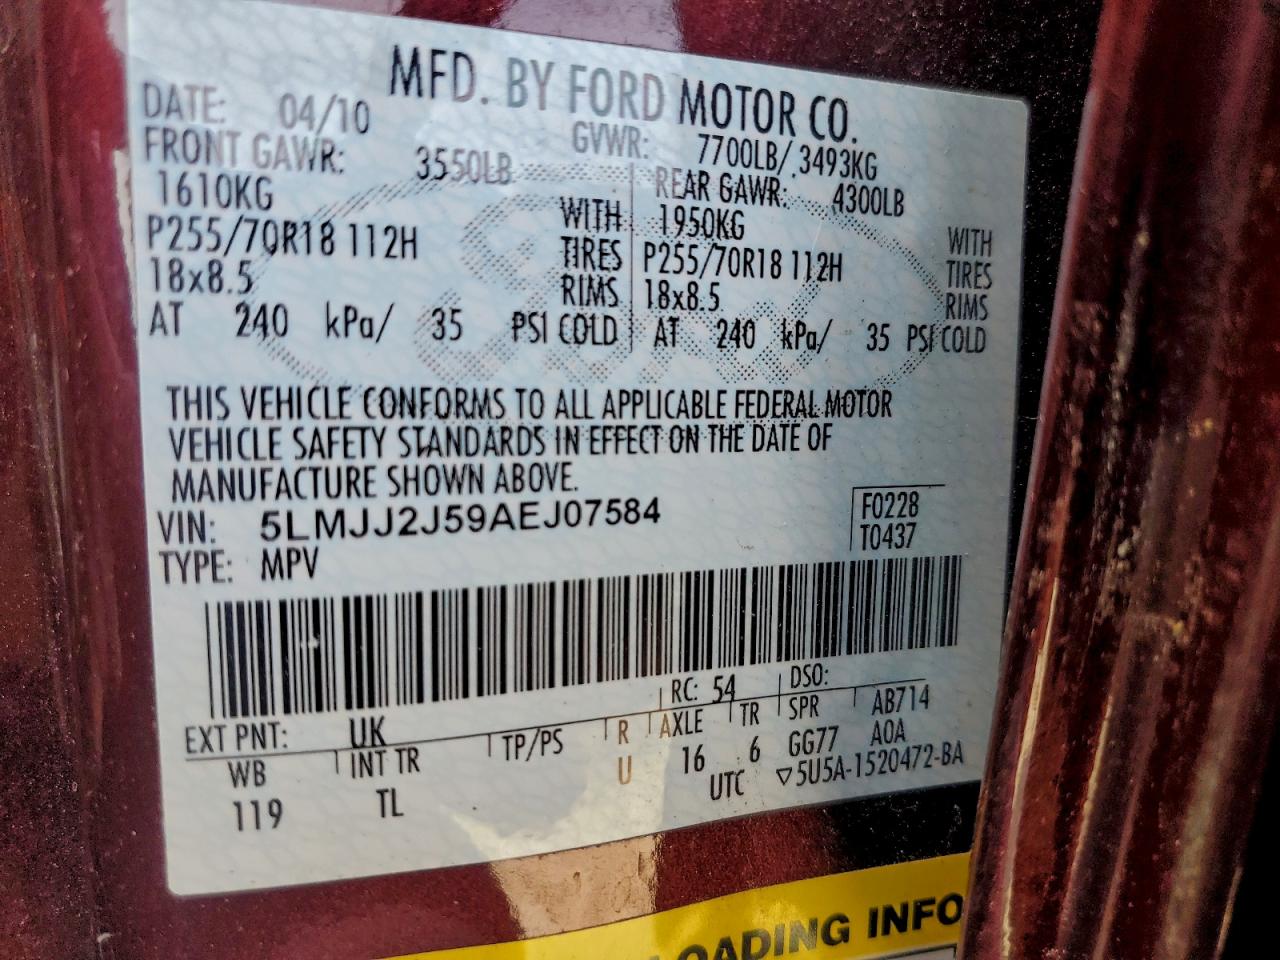 MFD. BY FORD MOTOR CO.
DATE: 04/10 GVWR: 7700LB/ 3493KG
FRONT GAWR: 3550LB REAR GAWR: 4300LB
1610KG WITH 1950KG WITH
P255/70R18 112H TIRES P255/70R18 112H TIRES
18x8.5 RIMS 18x8.5 RIMS
AT 240 kPa/ 35 PSI COLD AT 240 kPa/ 35 PSI COLD
THIS VEHICLE CONFORMS TO ALL APPLICABLE FEDERAL MOTOR
VEHICLE SAFETY STANDARDS IN EFFECT ON THE DATE OF
MANUFACTURE SHOWN ABOVE.
VIN: 5LMJJ2J59AEJ07584 F0228
TYPE: MPV T0437
EXT PNT: UK RC: 54 DSO:
WB INT TR TP/PS R AXLE TR SPR AB714
119 TL U 16 6 GG77 A0A
UTC ▽5U5A-1520472-BA
OADING INFO